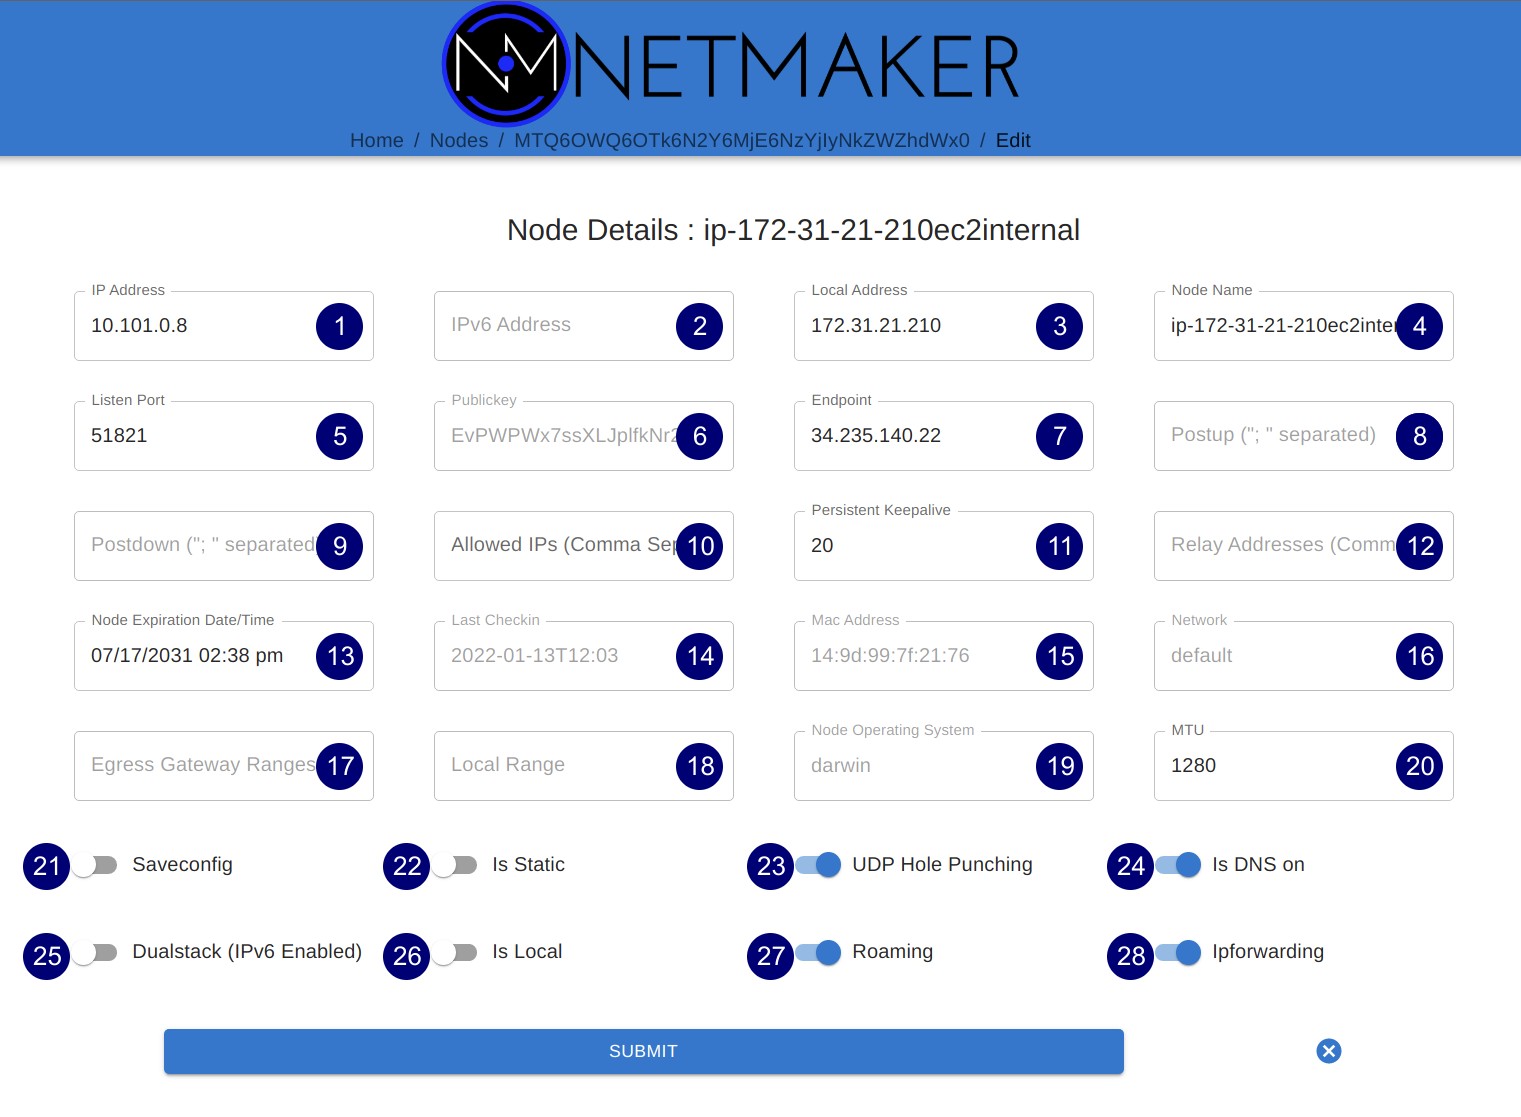 NM NETMAKER
Home / Nodes / MTQ6OWQ6OTk6N2Y6MjE6NzYjIyNkZWZhdWx0 / Edit
Node Details : ip-172-31-21-210ec2internal
IP Address
10.101.0.8 1
IPv6 Address 2
Local Address
172.31.21.210 3
Node Name
ip-172-31-21-210ec2inter 4
Listen Port
51821 5
Publickey
EvPWPWx7ssXLJplfkNr2 6
Endpoint
34.235.140.22 7
Postup ("; " separated) 8
Postdown ("; " separated) 9
Allowed IPs (Comma Sep 10
Persistent Keepalive
20 11
Relay Addresses (Comm 12
Node Expiration Date/Time
07/17/2031 02:38 pm 13
Last Checkin
2022-01-13T12:03 14
Mac Address
14:9d:99:7f:21:76 15
Network
default 16
Egress Gateway Ranges 17
Local Range 18
Node Operating System
darwin 19
MTU
1280 20
21 Saveconfig
22 Is Static
23 UDP Hole Punching
24 Is DNS on
25 Dualstack (IPv6 Enabled)
26 Is Local
27 Roaming
28 Ipforwarding
SUBMIT